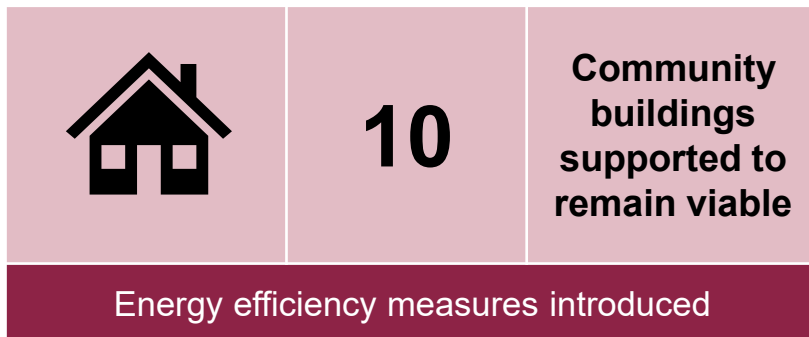 10
Community
buildings
supported to
remain viable
Energy efficiency measures introduced